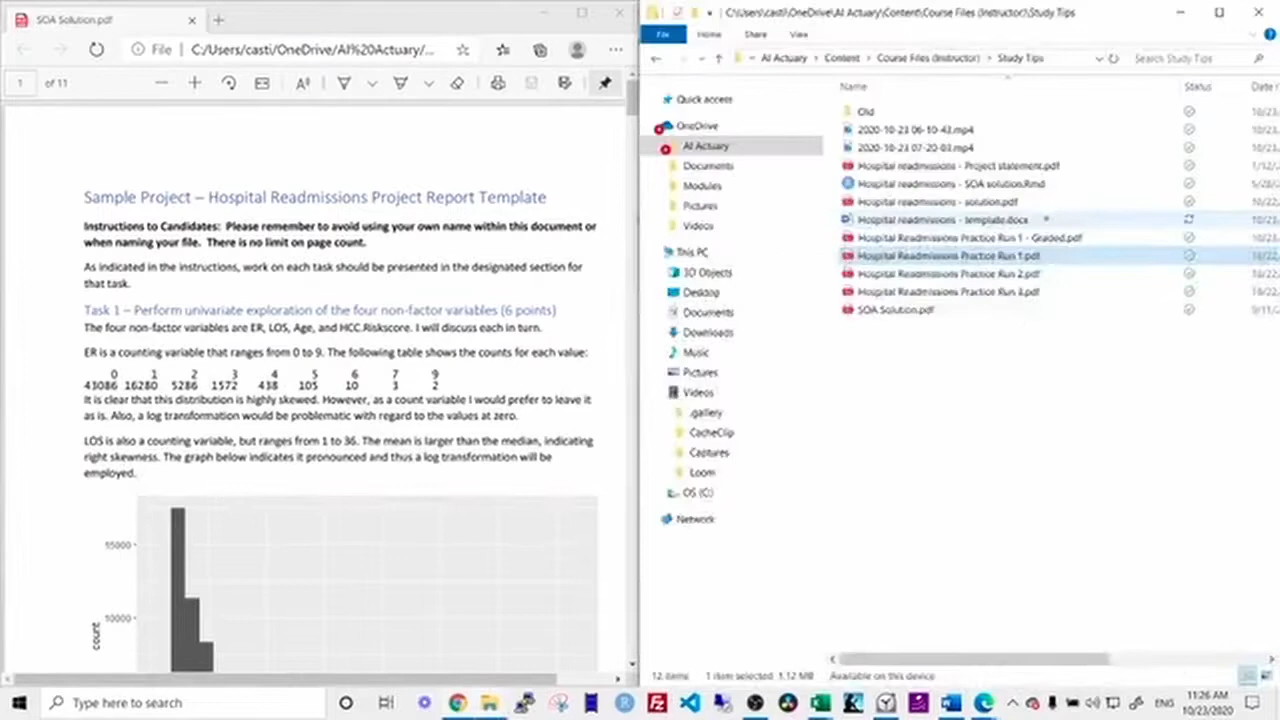 SOA Solution.pdf
File
C:/Users/casti/OneDrive/AI%20Actuary/...
1 of 11
Sample Project – Hospital Readmissions Project Report Template
Instructions to Candidates: Please remember to avoid using your own name within this document or
when naming your file. There is no limit on page count.
As indicated in the instructions, work on each task should be presented in the designated section for
that task.
Task 1 – Perform univariate exploration of the four non-factor variables (6 points)
The four non-factor variables are ER, LOS, Age, and HCC.Riskscore. I will discuss each in turn.
ER is a counting variable that ranges from 0 to 9. The following table shows the counts for each value:
0 1 2 3 4 5 6 7 9
43086 16280 5286 1572 438 105 10 3 2
It is clear that this distribution is highly skewed. However, as a count variable I would prefer to leave it
as is. Also, a log transformation would be problematic with regard to the values at zero.
LOS is also a counting variable, but ranges from 1 to 36. The mean is larger than the median, indicating
right skewness. The graph below indicates it pronounced and thus a log transformation will be
employed.
15000
10000
count
C:\Users\casti\OneDrive\AI Actuary\Content\Course Files (Instructor)\Study Tips
File Home Share View
AI Actuary > Content > Course Files (Instructor) > Study Tips
Search Study Tips
Quick access
OneDrive
AI Actuary
Documents
Modules
Pictures
Videos
This PC
3D Objects
Desktop
Documents
Downloads
Music
Pictures
Videos
.gallery
CacheClip
Captures
Loom
OS (C:)
Network
Name Status
Old
2020-10-23 06-10-43.mp4
2020-10-23 07-20-03.mp4
Hospital readmissions - Project statement.pdf
Hospital readmissions - SOA solution.Rmd
Hospital readmissions - solution.pdf
Hospital readmissions - template.docx
Hospital Readmissions Practice Run 1 - Graded.pdf
Hospital Readmissions Practice Run 1.pdf
Hospital Readmissions Practice Run 2.pdf
Hospital Readmissions Practice Run 3.pdf
SOA Solution.pdf
12 items 1 item selected 1.12 MB Available on this device
Type here to search
ENG
11:26 AM
10/23/2020